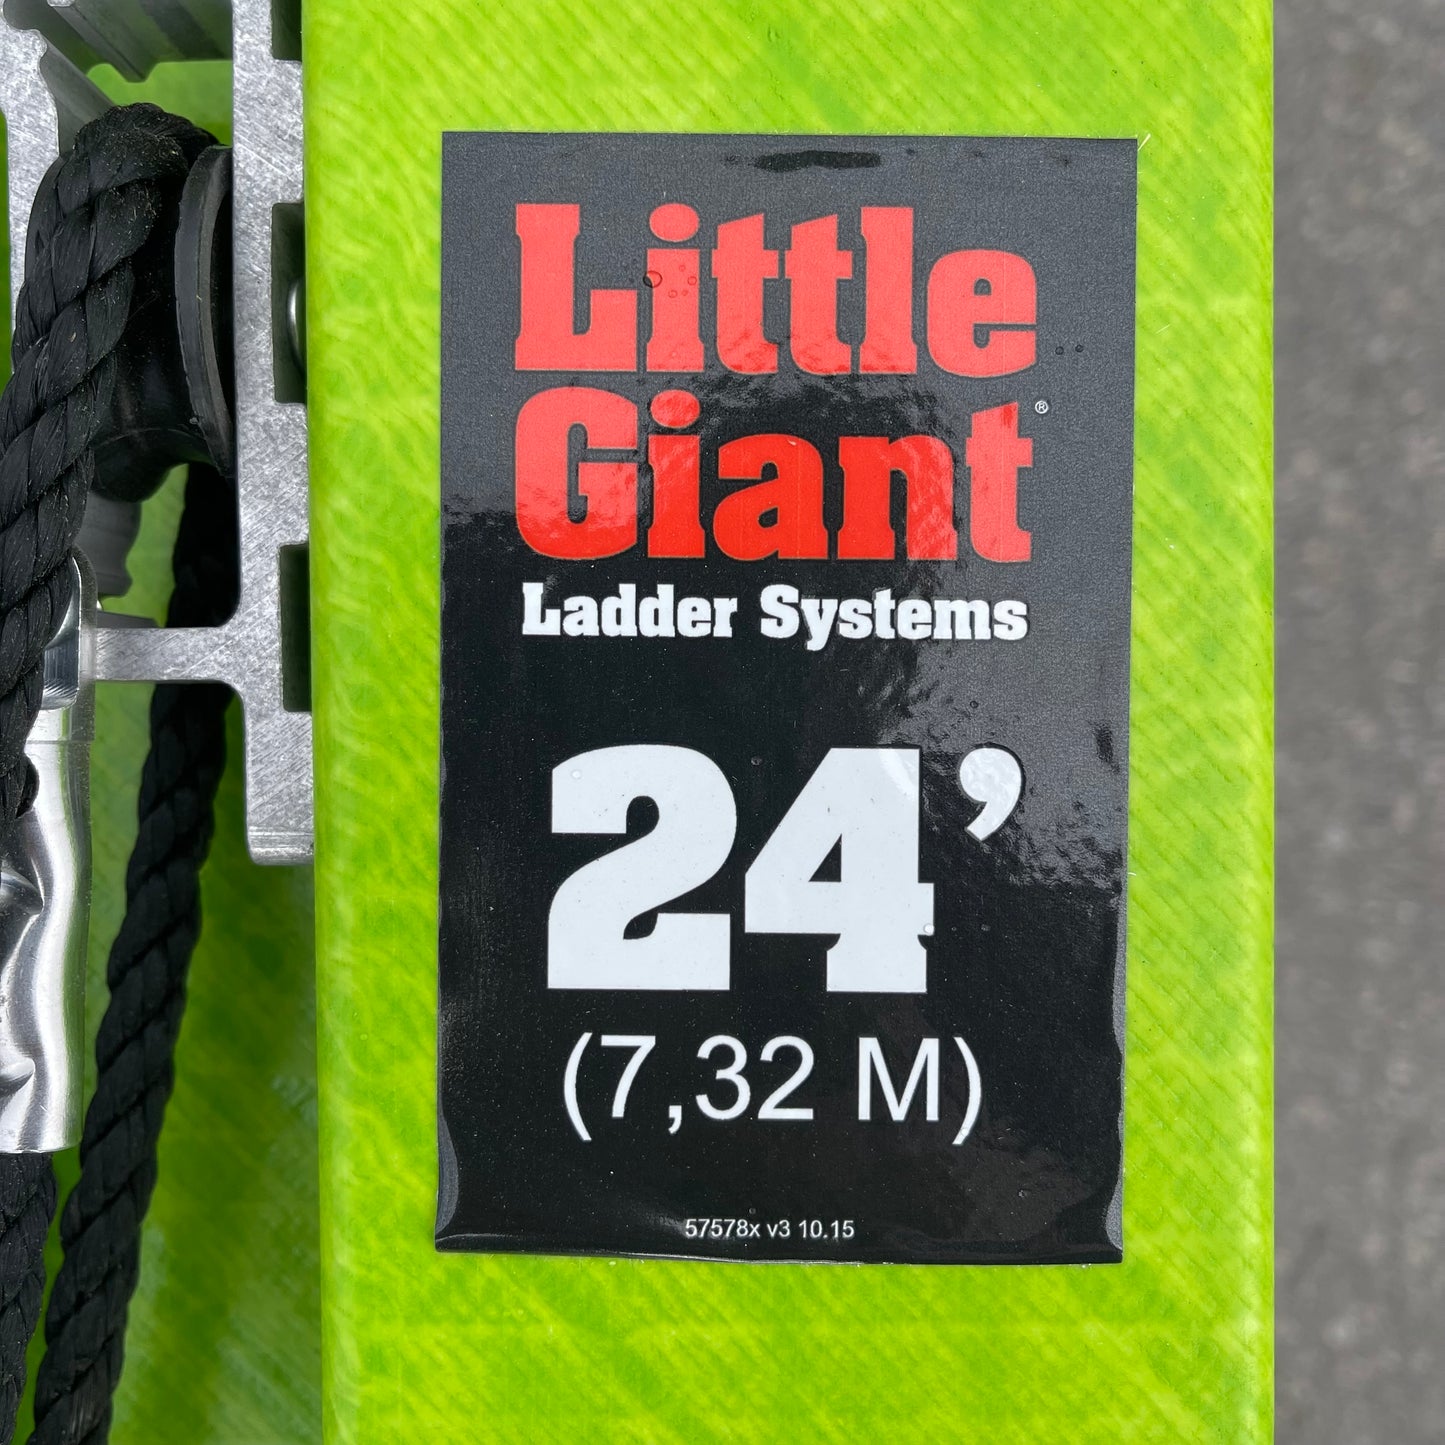 Little
Giant®
Ladder Systems
24’
(7,32 M)
57578x v3 10.15